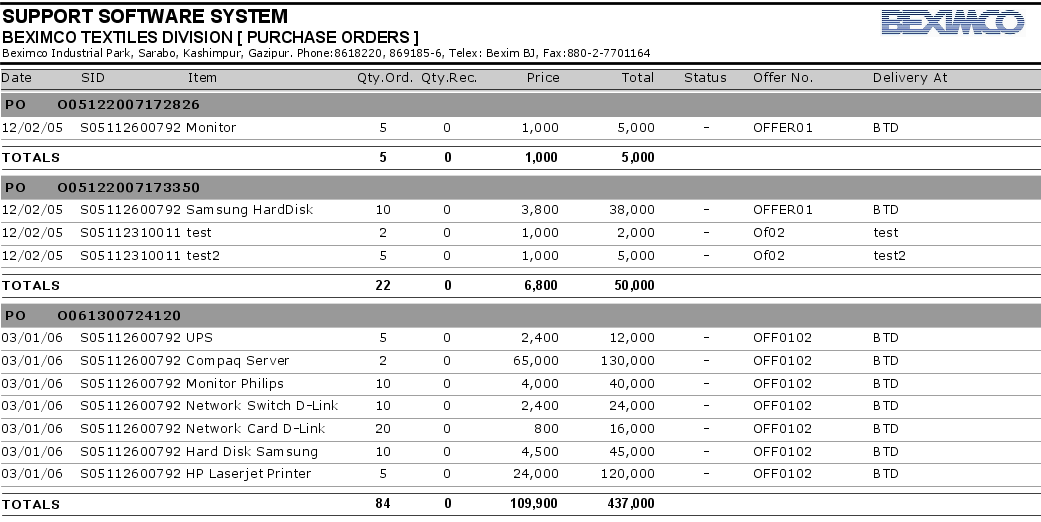 SUPPORT SOFTWARE SYSTEM BEXIMCO
BEXIMCO TEXTILES DIVISION [ PURCHASE ORDERS ]
Beximco Industrial Park, Sarabo, Kashimpur, Gazipur. Phone:8618220, 869185-6, Telex: Bexim BJ, Fax:880-2-7701164
Date SID Item Qty.Ord. Qty.Rec. Price Total Status Offer No. Delivery At
PO O05122007172826
12/02/05 S05112600792 Monitor 5 0 1,000 5,000 - OFFER01 BTD
TOTALS 5 0 1,000 5,000
PO O05122007173350
12/02/05 S05112600792 Samsung HardDisk 10 0 3,800 38,000 - OFFER01 BTD
12/02/05 S05112310011 test 2 0 1,000 2,000 - Of02 test
12/02/05 S05112310011 test2 5 0 1,000 5,000 - Of02 test2
TOTALS 22 0 6,800 50,000
PO O061300724120
03/01/06 S05112600792 UPS 5 0 2,400 12,000 - OFF0102 BTD
03/01/06 S05112600792 Compaq Server 2 0 65,000 130,000 - OFF0102 BTD
03/01/06 S05112600792 Monitor Philips 10 0 4,000 40,000 - OFF0102 BTD
03/01/06 S05112600792 Network Switch D-Link 10 0 2,400 24,000 - OFF0102 BTD
03/01/06 S05112600792 Network Card D-Link 20 0 800 16,000 - OFF0102 BTD
03/01/06 S05112600792 Hard Disk Samsung 10 0 4,500 45,000 - OFF0102 BTD
03/01/06 S05112600792 HP Laserjet Printer 5 0 24,000 120,000 - OFF0102 BTD
TOTALS 84 0 109,900 437,000